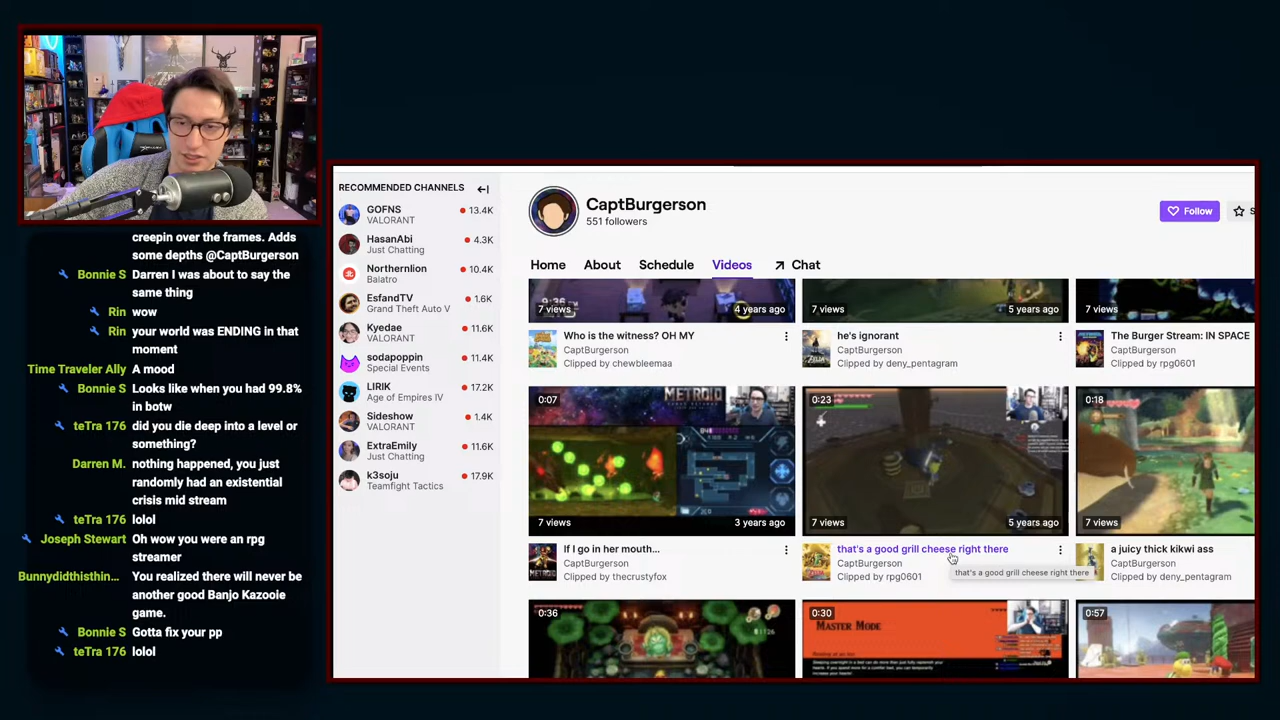 creepin over the frames. Adds
some depths @CaptBurgerson
Bonnie S Darren I was about to say the
same thing
Rin wow
Rin your world was ENDING in that
moment
Time Traveler Ally A mood
Bonnie S Looks like when you had 99.8%
in botw
teTra 176 did you die deep into a level or
something?
Darren M. nothing happened, you just
randomly had an existential
crisis mid stream
teTra 176 lolol
Joseph Stewart Oh wow you were an rpg
streamer
Bunnydidthisthin... You realized there will never be
another good Banjo Kazooie
game.
Bonnie S Gotta fix your pp
teTra 176 lolol
RECOMMENDED CHANNELS
GOFNS 13.4K
VALORANT
HasanAbi 4.3K
Just Chatting
Northernlion 10.4K
Balatro
EsfandTV 1.6K
Grand Theft Auto V
Kyedae 11.6K
VALORANT
sodapoppin 11.4K
Special Events
LIRIK 17.2K
Age of Empires IV
Sideshow 1.4K
VALORANT
ExtraEmily 11.6K
Just Chatting
k3soju 17.9K
Teamfight Tactics
CaptBurgerson
551 followers
Follow
S
Home About Schedule Videos Chat
7 views 4 years ago
Who is the witness? OH MY
CaptBurgerson
Clipped by chewbleemaa
7 views 5 years ago
he's ignorant
CaptBurgerson
Clipped by deny_pentagram
7 views
The Burger Stream: IN SPACE
CaptBurgerson
Clipped by rpg0601
0:07
METROID
7 views 3 years ago
If I go in her mouth...
CaptBurgerson
Clipped by thecrustyfox
0:23
7 views 5 years ago
that's a good grill cheese right there
CaptBurgerson
Clipped by rpg0601
that's a good grill cheese right there
0:18
7 views
a juicy thick kikwi ass
CaptBurgerson
Clipped by deny_pentagram
0:36
0:30
MASTER MODE
0:57